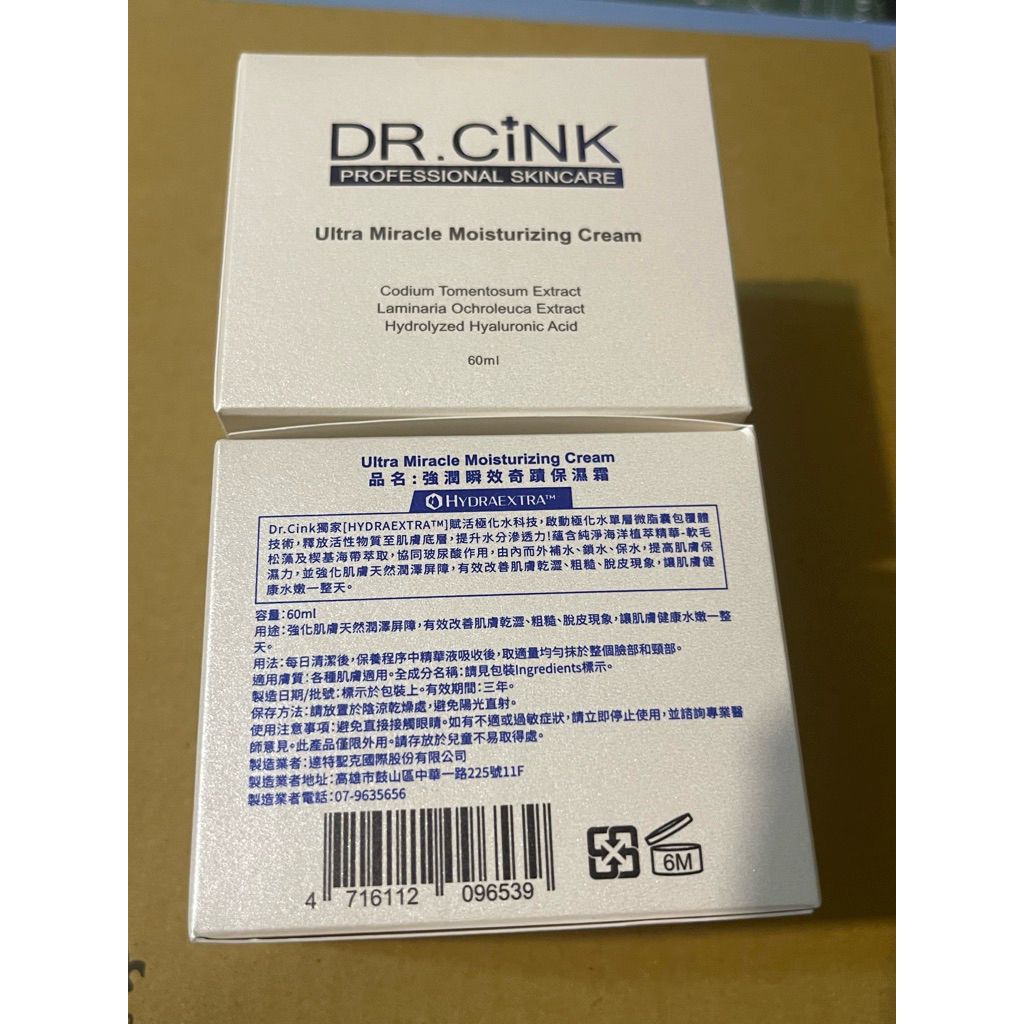 DR.CiNK
PROFESSIONAL SKINCARE
Ultra Miracle Moisturizing Cream
Codium Tomentosum Extract
Laminaria Ochroleuca Extract
Hydrolyzed Hyaluronic Acid
60ml
Ultra Miracle Moisturizing Cream
品名:強潤瞬效奇蹟保濕霜
HYDRAEXTRA™
Dr.Cink獨家[HYDRAEXTRA™]賦活極化水科技,啟動極化水單層微脂囊包覆體
技術,釋放活性物質至肌膚底層,提升水分滲透力!蘊含純淨海洋植萃精華-軟毛
松藻及楔基海帶萃取,協同玻尿酸作用,由內而外補水、鎖水、保水,提高肌膚保
濕力,並強化肌膚天然潤澤屏障,有效改善肌膚乾澀、粗糙、脫皮現象,讓肌膚健
康水嫩一整天。
容量:60ml
用途:強化肌膚天然潤澤屏障,有效改善肌膚乾澀、粗糙、脫皮現象,讓肌膚健康水嫩一整
天。
用法:每日清潔後,保養程序中精華液吸收後,取適量均勻抹於整個臉部和頸部。
適用膚質:各種肌膚適用。全成分名稱:請見包裝Ingredients標示。
製造日期/批號:標示於包裝上。有效期間:三年。
保存方法:請放置於陰涼乾燥處,避免陽光直射。
使用注意事項:避免直接接觸眼睛。如有不適或過敏症狀,請立即停止使用,並諮詢專業醫
師意見。此產品僅限外用。請存放於兒童不易取得處。
製造業者:達特聖克國際股份有限公司
製造業者地址:高雄市鼓山區中華一路225號11F
製造業者電話:07-9635656
4 716112 096539
6M